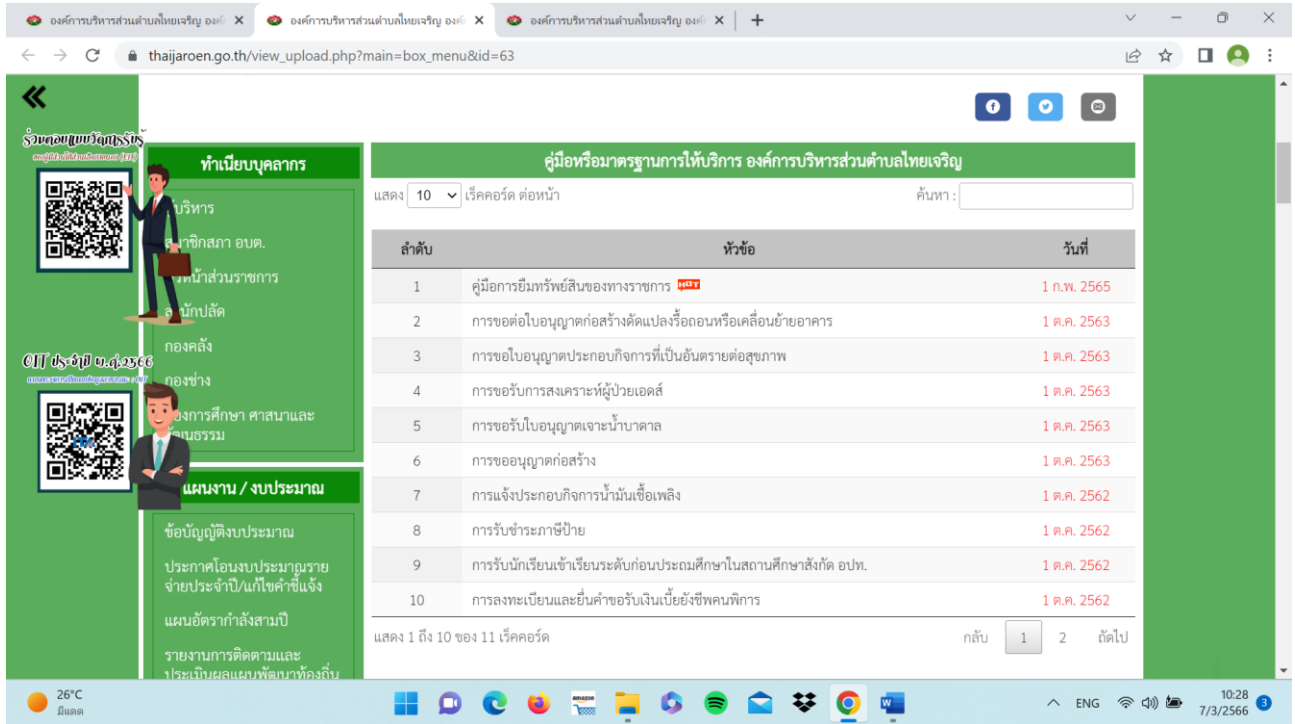 องค์การบริหารส่วนตำบลไทยเจริญ องค์
องค์การบริหารส่วนตำบลไทยเจริญ องค์
องค์การบริหารส่วนตำบลไทยเจริญ องค์
thaijaroen.go.th/view_upload.php?main=box_menu&id=63
ร่วมตอบแบบวัดการรับรู้
ทำเนียบบุคลากร
บริหาร
สมาชิกสภา อบต.
หน้าส่วนราชการ
สำนักปลัด
กองคลัง
กองช่าง
กองการศึกษา ศาสนาและ
วัฒนธรรม
OIT ประจำปี พ.ศ.2566
แผนงาน / งบประมาณ
ข้อบัญญัติงบประมาณ
ประกาศโอนงบประมาณราย
จ่ายประจำปี/แก้ไขคำชี้แจ้ง
แผนอัตรากำลังสามปี
รายงานการติดตามและ
ประเมินผลแผนพัฒนาท้องถิ่น
คู่มือหรือมาตรฐานการให้บริการ องค์การบริหารส่วนตำบลไทยเจริญ
แสดง 10 เร็คคอร์ด ต่อหน้า ค้นหา :
ลำดับ หัวข้อ วันที่
1 คู่มือการยืมทรัพย์สินของทางราชการ HOT 1 ก.พ. 2565
2 การขอต่อใบอนุญาตก่อสร้างดัดแปลงรื้อถอนหรือเคลื่อนย้ายอาคาร 1 ต.ค. 2563
3 การขอใบอนุญาตประกอบกิจการที่เป็นอันตรายต่อสุขภาพ 1 ต.ค. 2563
4 การขอรับการสงเคราะห์ผู้ป่วยเอดส์ 1 ต.ค. 2563
5 การขอรับใบอนุญาตเจาะน้ำบาดาล 1 ต.ค. 2563
6 การขออนุญาตก่อสร้าง 1 ต.ค. 2563
7 การแจ้งประกอบกิจการน้ำมันเชื้อเพลิง 1 ต.ค. 2562
8 การรับชำระภาษีป้าย 1 ต.ค. 2562
9 การรับนักเรียนเข้าเรียนระดับก่อนประถมศึกษาในสถานศึกษาสังกัด อปท. 1 ต.ค. 2562
10 การลงทะเบียนและยื่นคำขอรับเงินเบี้ยยังชีพคนพิการ 1 ต.ค. 2562
แสดง 1 ถึง 10 ของ 11 เร็คคอร์ด กลับ 1 2 ถัดไป
26°C
มีแดด
ENG
10:28
7/3/2566
3